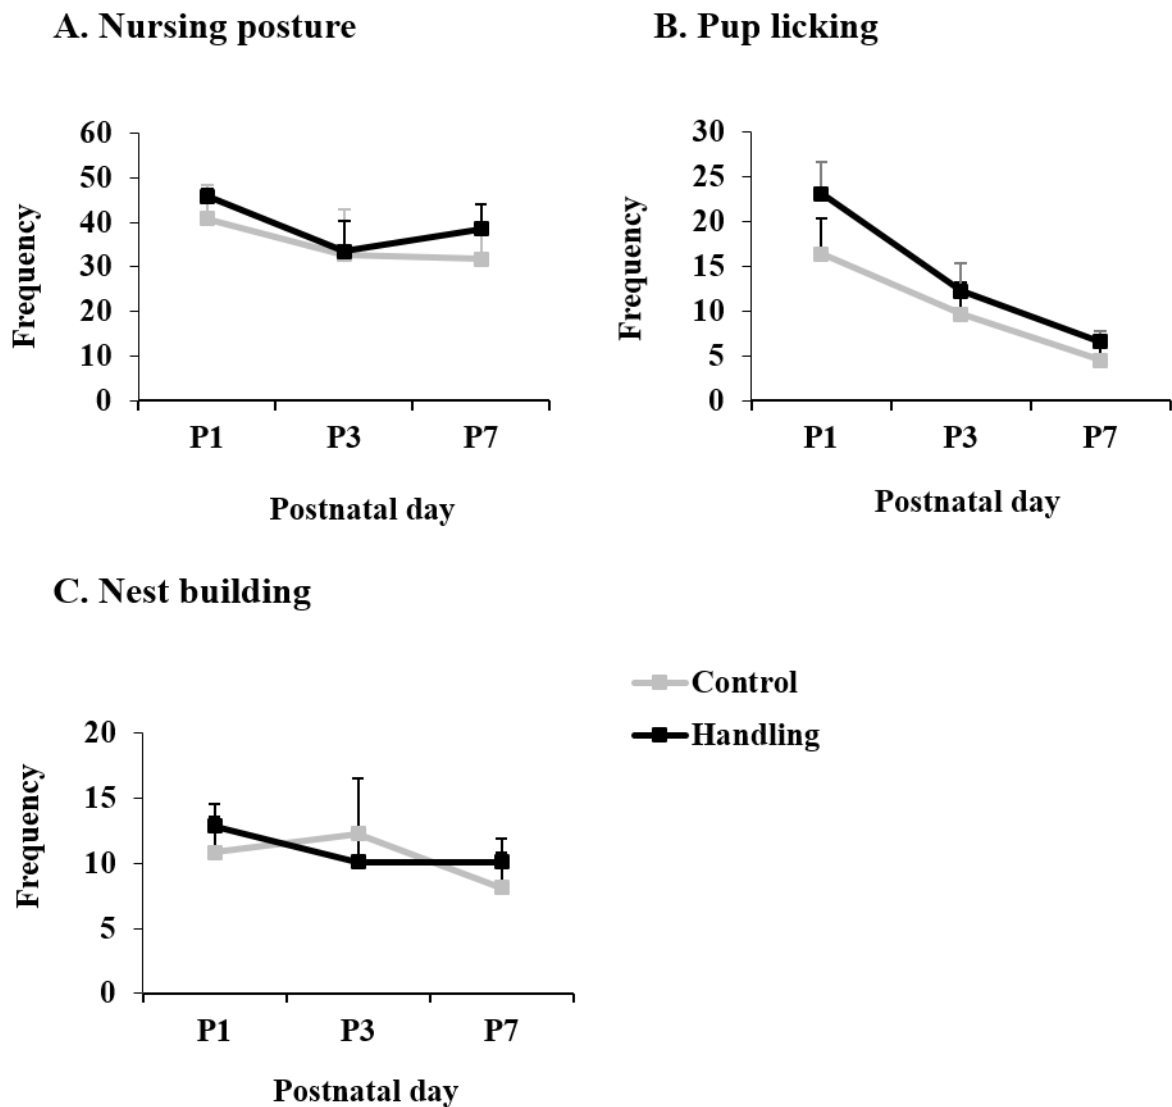 A. Nursing posture
60
50
40
30
20
10
0
Frequency
P1 P3 P7
Postnatal day
B. Pup licking
30
25
20
15
10
5
0
Frequency
P1 P3 P7
Postnatal day
C. Nest building
20
15
10
5
0
Frequency
P1 P3 P7
Postnatal day
Control
Handling